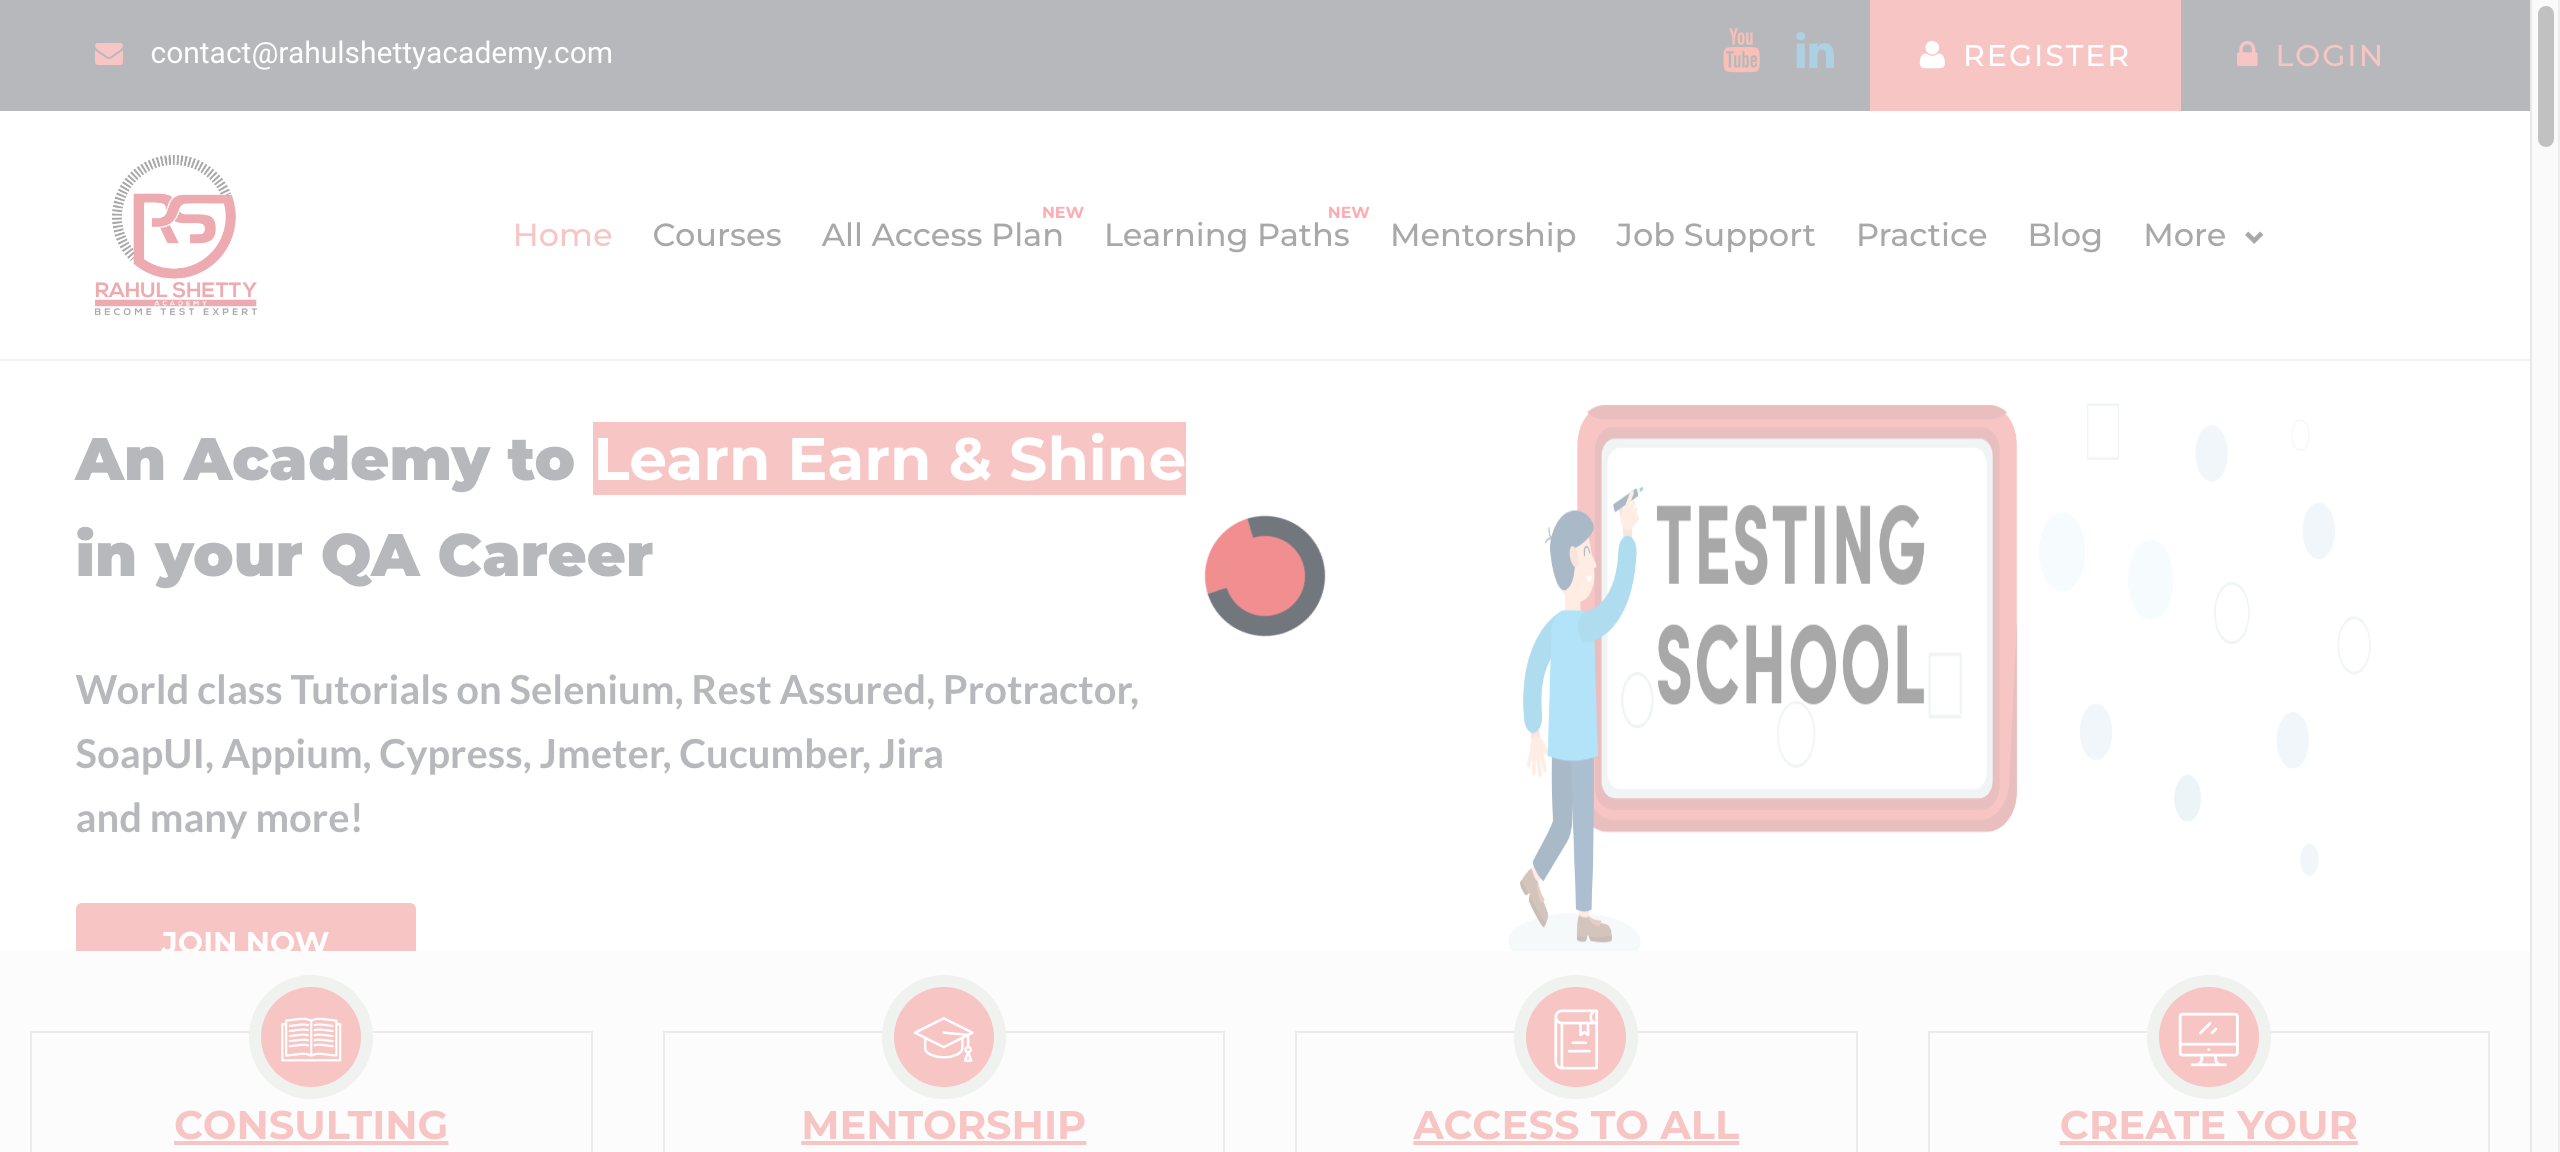 contact@rahulshettyacademy.com
You
Tube
in
REGISTER
LOGIN
RS
RAHUL SHETTY
ACADEMY
BECOME TEST EXPERT
Home
Courses
All Access Plan
NEW
Learning Paths
NEW
Mentorship
Job Support
Practice
Blog
More
An Academy to Learn Earn & Shine
in your QA Career
World class Tutorials on Selenium, Rest Assured, Protractor,
SoapUI, Appium, Cypress, Jmeter, Cucumber, Jira
and many more!
JOIN NOW
TESTING
SCHOOL
CONSULTING
MENTORSHIP
ACCESS TO ALL
CREATE YOUR